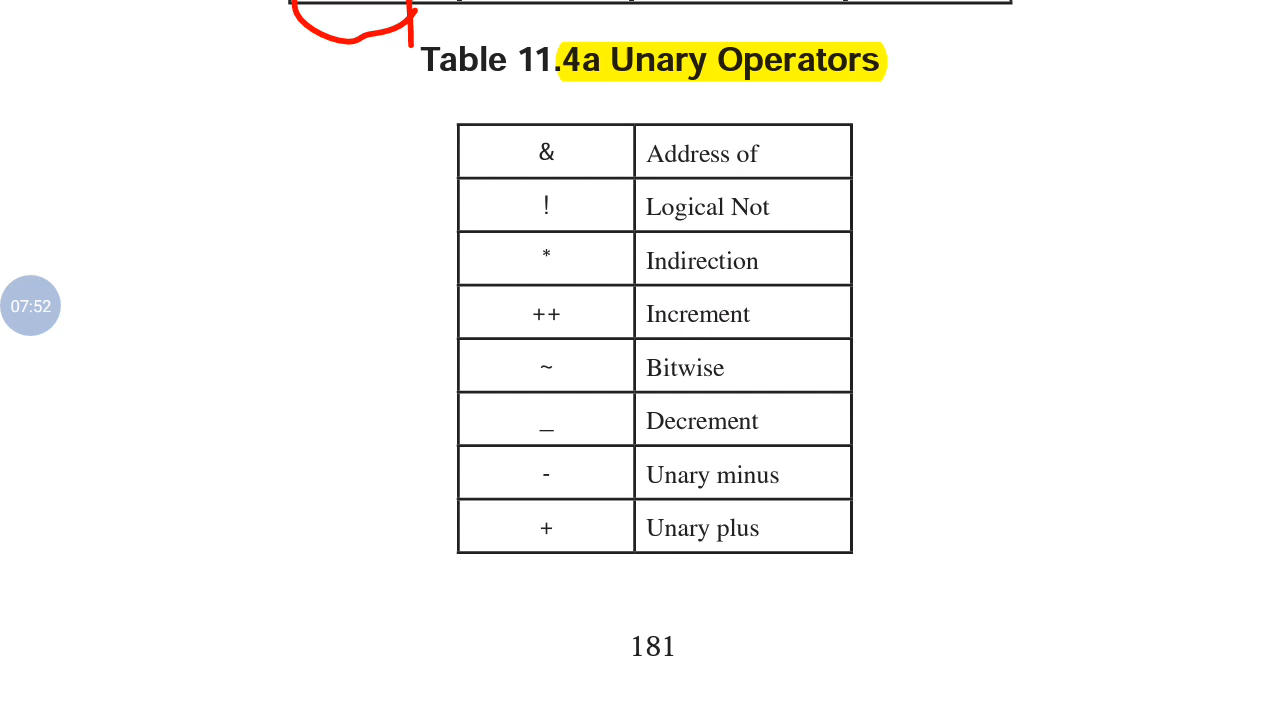 Table 11.4a Unary Operators
& Address of
! Logical Not
* Indirection
++ Increment
~ Bitwise
_ Decrement
- Unary minus
+ Unary plus
07:52
181